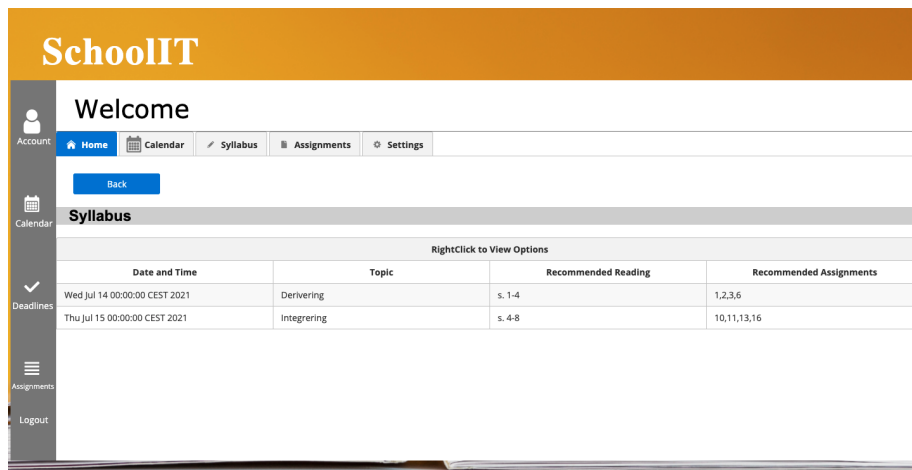 SchoolIT
Welcome
Account
Home Calendar Syllabus Assignments Settings
Back
Calendar
Syllabus
RightClick to View Options
Date and Time Topic Recommended Reading Recommended Assignments
Wed Jul 14 00:00:00 CEST 2021 Derivering s. 1-4 1,2,3,6
Deadlines
Thu Jul 15 00:00:00 CEST 2021 Integrering s. 4-8 10,11,13,16
Assignments
Logout